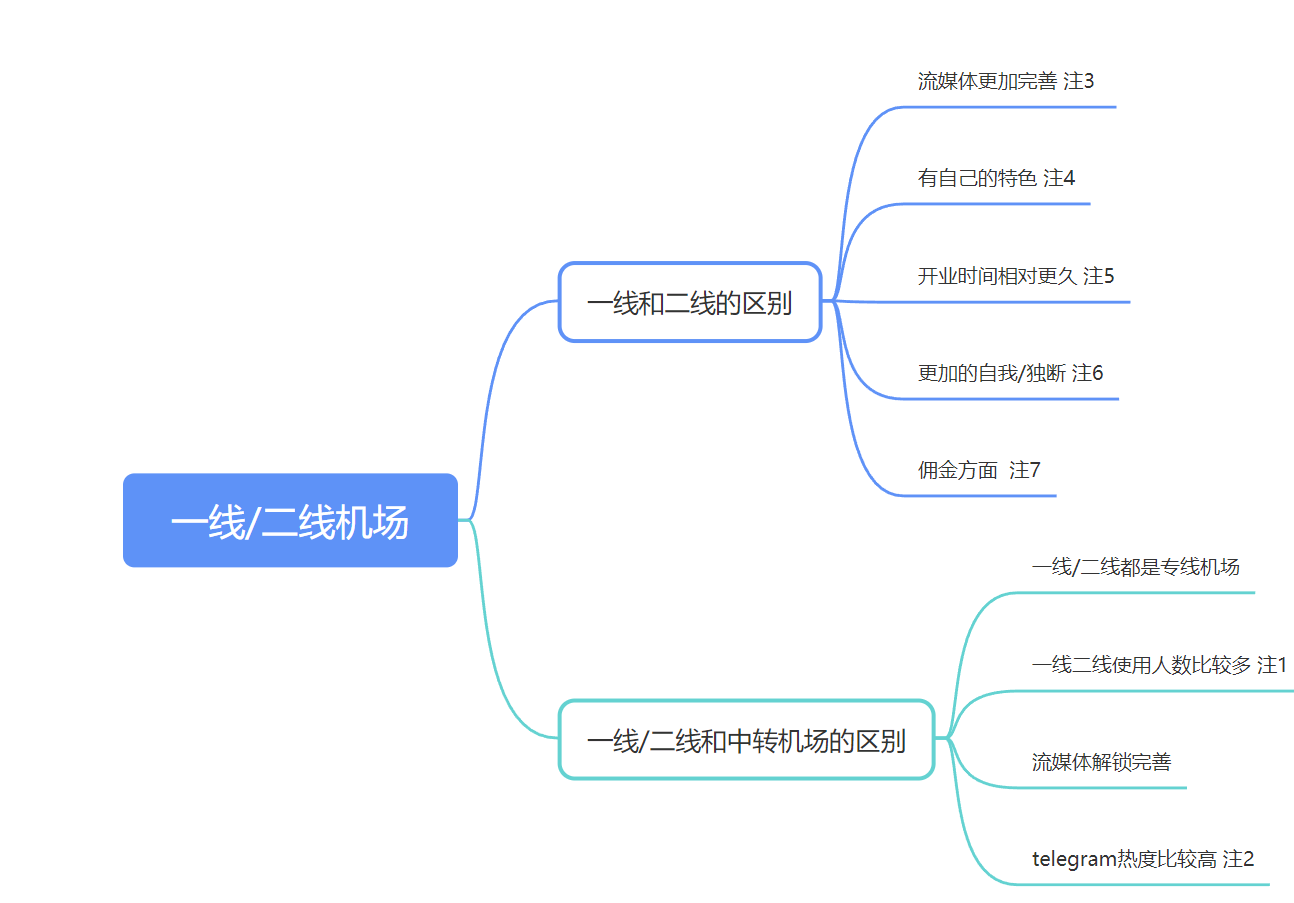 一线/二线机场
一线和二线的区别
流媒体更加完善 注3
有自己的特色 注4
开业时间相对更久 注5
更加的自我/独断 注6
佣金方面  注7
一线/二线和中转机场的区别
一线/二线都是专线机场
一线二线使用人数比较多 注1
流媒体解锁完善
telegram热度比较高 注2